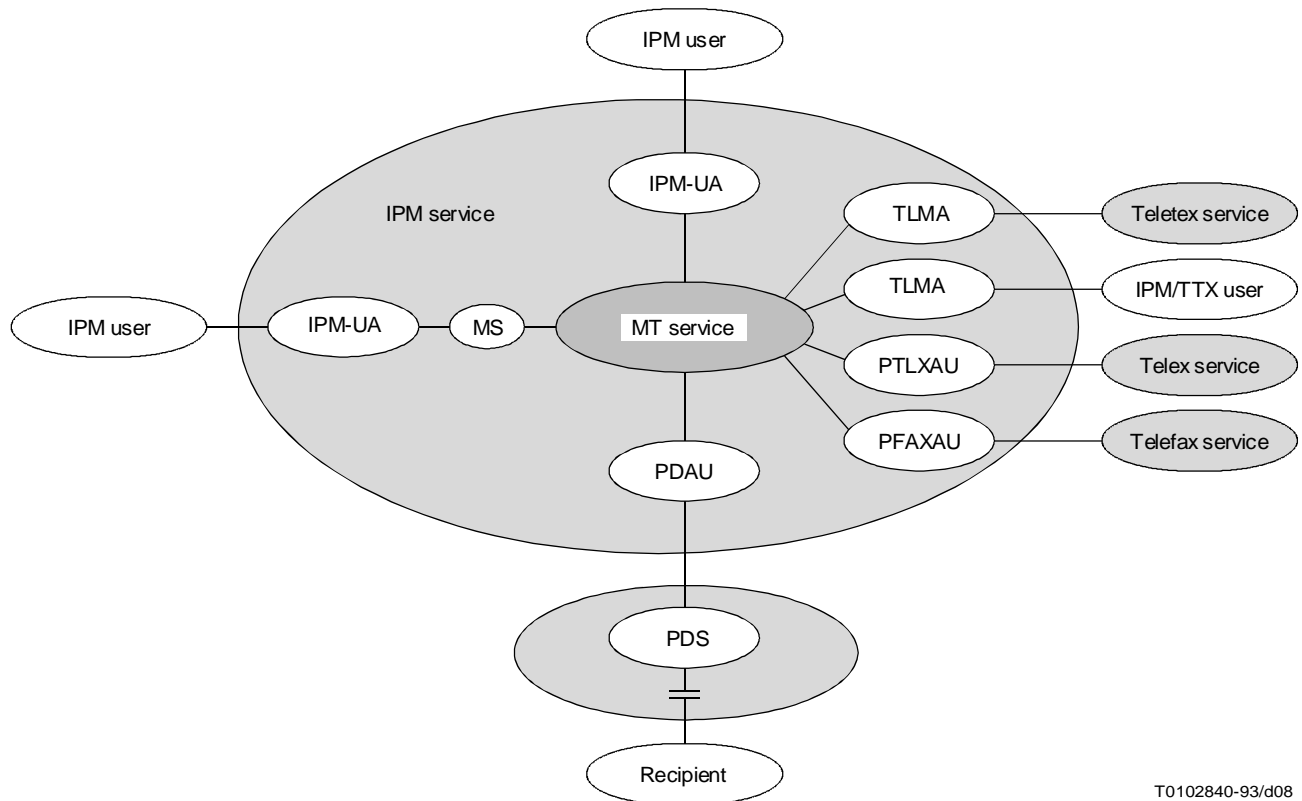 IPM user
IPM-UA
IPM service
TLMA
Teletex service
TLMA
IPM/TTX user
IPM user
IPM-UA
MS
MT service
PTLXAU
Telex service
PFAXAU
Telefax service
PDAU
PDS
Recipient
T0102840-93/d08